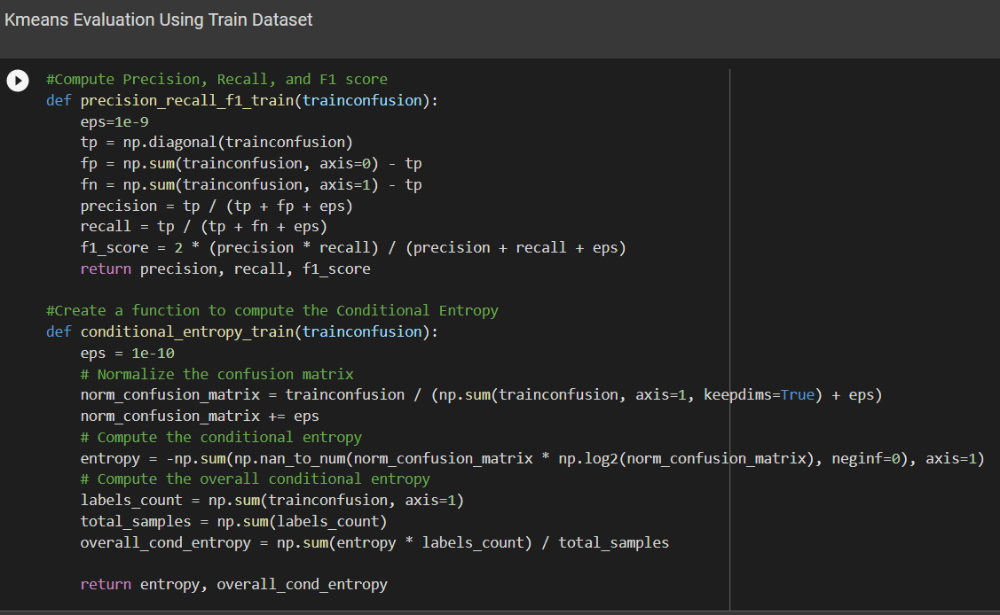 Kmeans Evaluation Using Train Dataset
#Compute Precision, Recall, and F1 score
def precision_recall_f1_train(trainconfusion):
    eps=1e-9
    tp = np.diagonal(trainconfusion)
    fp = np.sum(trainconfusion, axis=0) - tp
    fn = np.sum(trainconfusion, axis=1) - tp
    precision = tp / (tp + fp + eps)
    recall = tp / (tp + fn + eps)
    f1_score = 2 * (precision * recall) / (precision + recall + eps)
    return precision, recall, f1_score
#Create a function to compute the Conditional Entropy
def conditional_entropy_train(trainconfusion):
    eps = 1e-10
    # Normalize the confusion matrix
    norm_confusion_matrix = trainconfusion / (np.sum(trainconfusion, axis=1, keepdims=True) + eps)
    norm_confusion_matrix += eps
    # Compute the conditional entropy
    entropy = -np.sum(np.nan_to_num(norm_confusion_matrix * np.log2(norm_confusion_matrix), neginf=0), axis=1)
    # Compute the overall conditional entropy
    labels_count = np.sum(trainconfusion, axis=1)
    total_samples = np.sum(labels_count)
    overall_cond_entropy = np.sum(entropy * labels_count) / total_samples
    return entropy, overall_cond_entropy